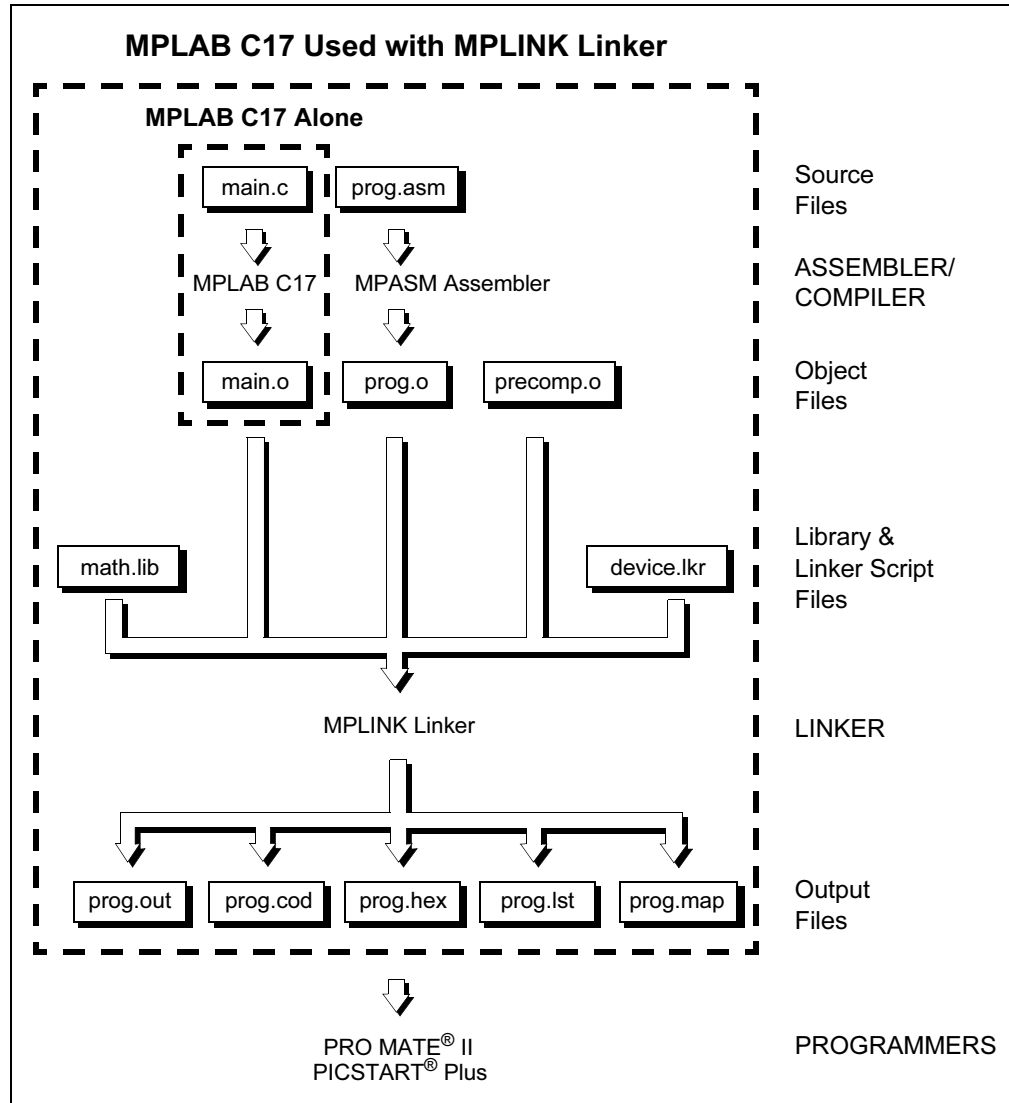 MPLAB C17 Used with MPLINK Linker
MPLAB C17 Alone
main.c prog.asm
Source
Files
MPLAB C17 MPASM Assembler
ASSEMBLER/
COMPILER
main.o prog.o precomp.o
Object
Files
math.lib device.lkr
Library &
Linker Script
Files
MPLINK Linker
LINKER
prog.out prog.cod prog.hex prog.lst prog.map
Output
Files
PRO MATE® II
PICSTART® Plus
PROGRAMMERS